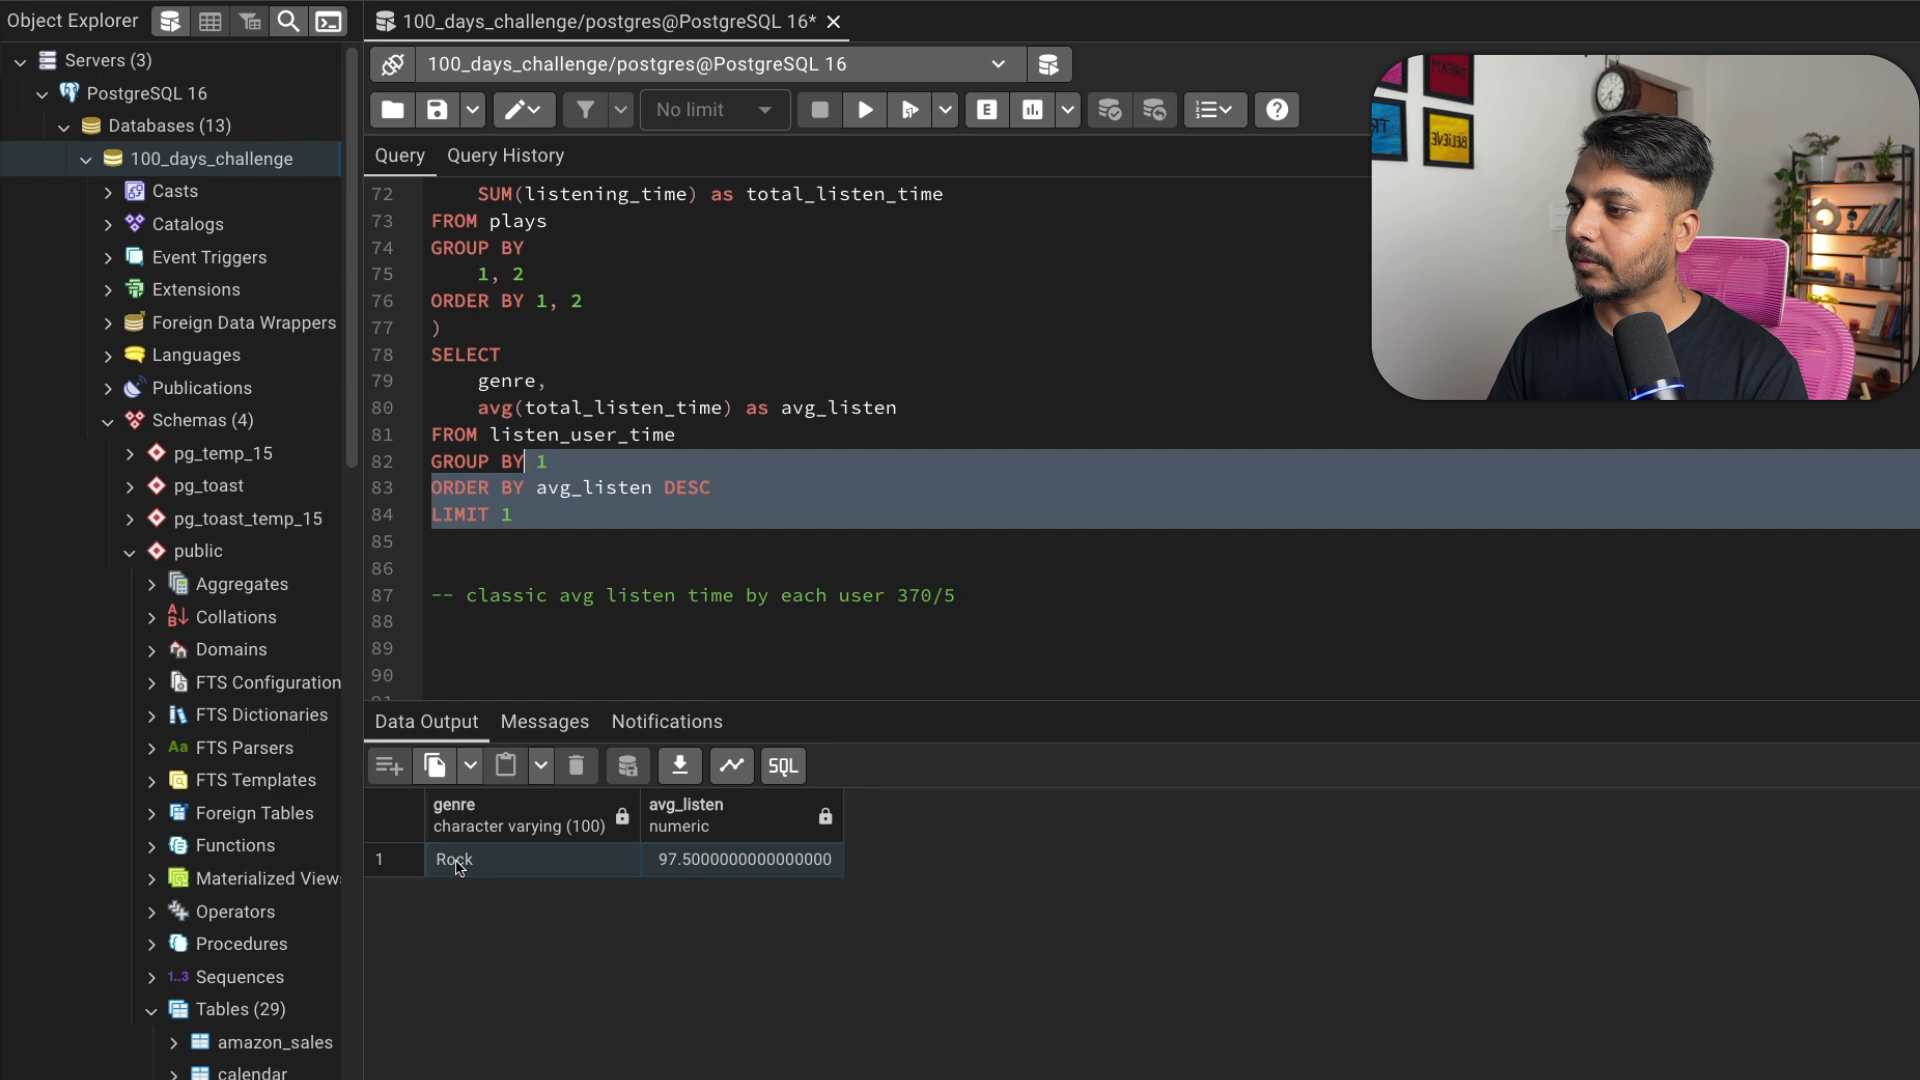 Object Explorer
Servers (3)
PostgreSQL 16
Databases (13)
100_days_challenge
Casts
Catalogs
Event Triggers
Extensions
Foreign Data Wrappers
Languages
Publications
Schemas (4)
pg_temp_15
pg_toast
pg_toast_temp_15
public
Aggregates
Collations
Domains
FTS Configuration
FTS Dictionaries
Aa FTS Parsers
FTS Templates
Foreign Tables
Functions
Materialized View
Operators
Procedures
1..3 Sequences
Tables (29)
amazon_sales
calendar
100_days_challenge/postgres@PostgreSQL 16*
100_days_challenge/postgres@PostgreSQL 16
No limit
E
Query Query History
72 SUM(listening_time) as total_listen_time
73 FROM plays
74 GROUP BY
75 1, 2
76 ORDER BY 1, 2
77 )
78 SELECT
79 genre,
80 avg(total_listen_time) as avg_listen
81 FROM listen_user_time
82 GROUP BY 1
83 ORDER BY avg_listen DESC
84 LIMIT 1
85
86
87 -- classic avg listen time by each user 370/5
88
89
90
91
Data Output Messages Notifications
SQL
genre avg_listen
character varying (100) numeric
1 Rock 97.5000000000000000
DREAM
BELIEVE